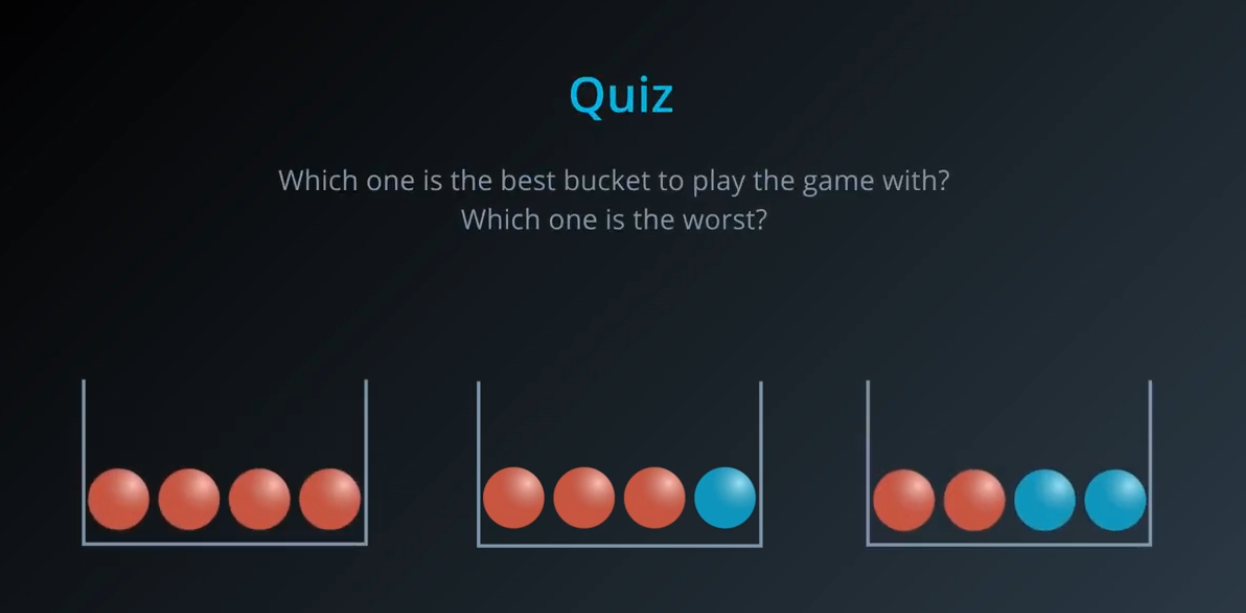 Quiz
Which one is the best bucket to play the game with?
Which one is the worst?